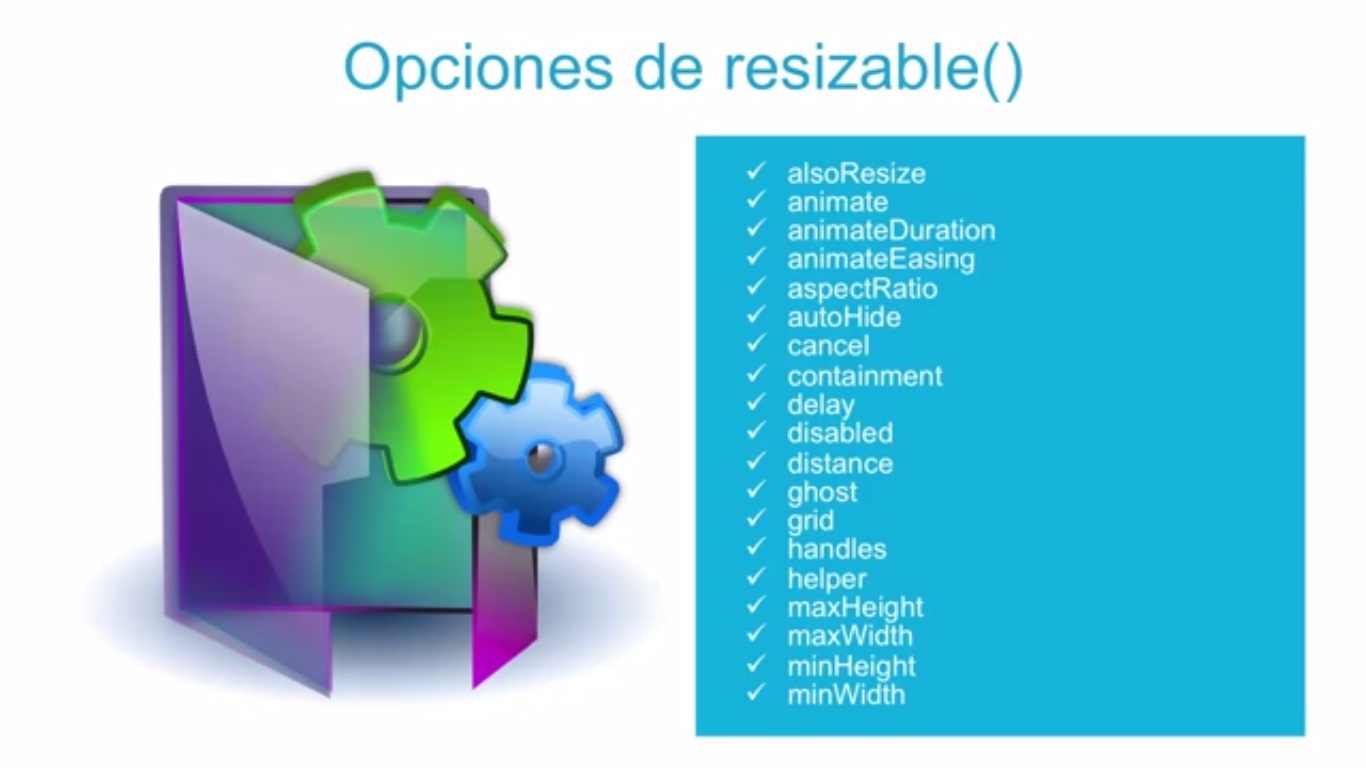 Opciones de resizable()
✓ alsoResize
✓ animate
✓ animateDuration
✓ animateEasing
✓ aspectRatio
✓ autoHide
✓ cancel
✓ containment
✓ delay
✓ disabled
✓ distance
✓ ghost
✓ grid
✓ handles
✓ helper
✓ maxHeight
✓ maxWidth
✓ minHeight
✓ minWidth